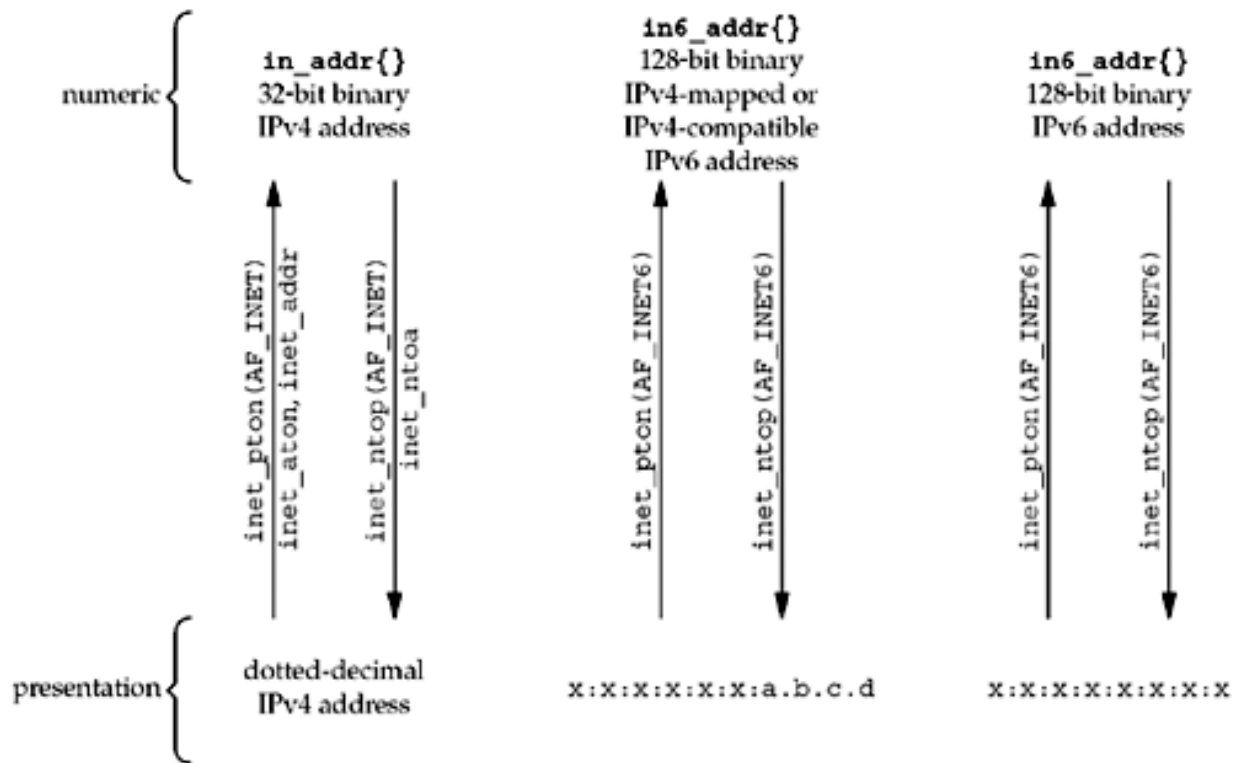 numeric
in_addr{}
32-bit binary
IPv4 address
in6_addr{}
128-bit binary
IPv4-mapped or
IPv4-compatible
IPv6 address
in6_addr{}
128-bit binary
IPv6 address
inet_pton(AF_INET)
inet_aton,inet_addr
inet_ntop(AF_INET)
inet_ntoa
inet_pton(AF_INET6)
inet_ntop(AF_INET6)
inet_pton(AF_INET6)
inet_ntop(AF_INET6)
presentation
dotted-decimal
IPv4 address
x:x:x:x:x:x:a.b.c.d
x:x:x:x:x:x:x:x